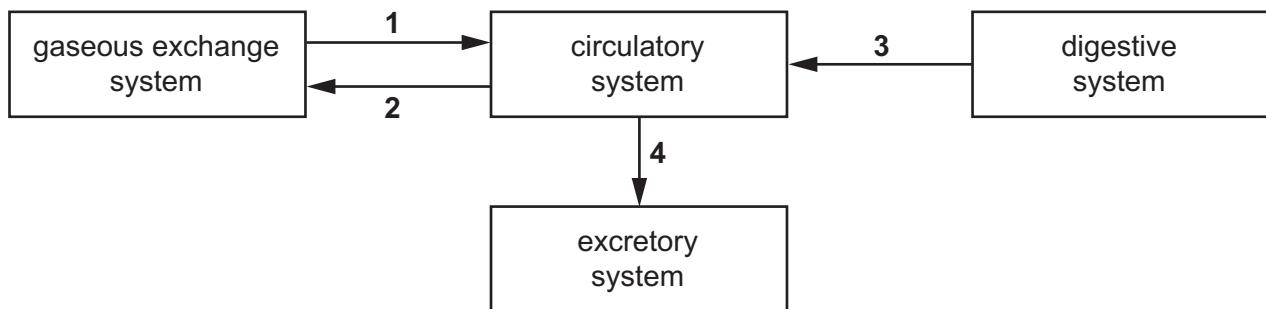 gaseous exchange
system
1
2
circulatory
system
3
digestive
system
4
excretory
system